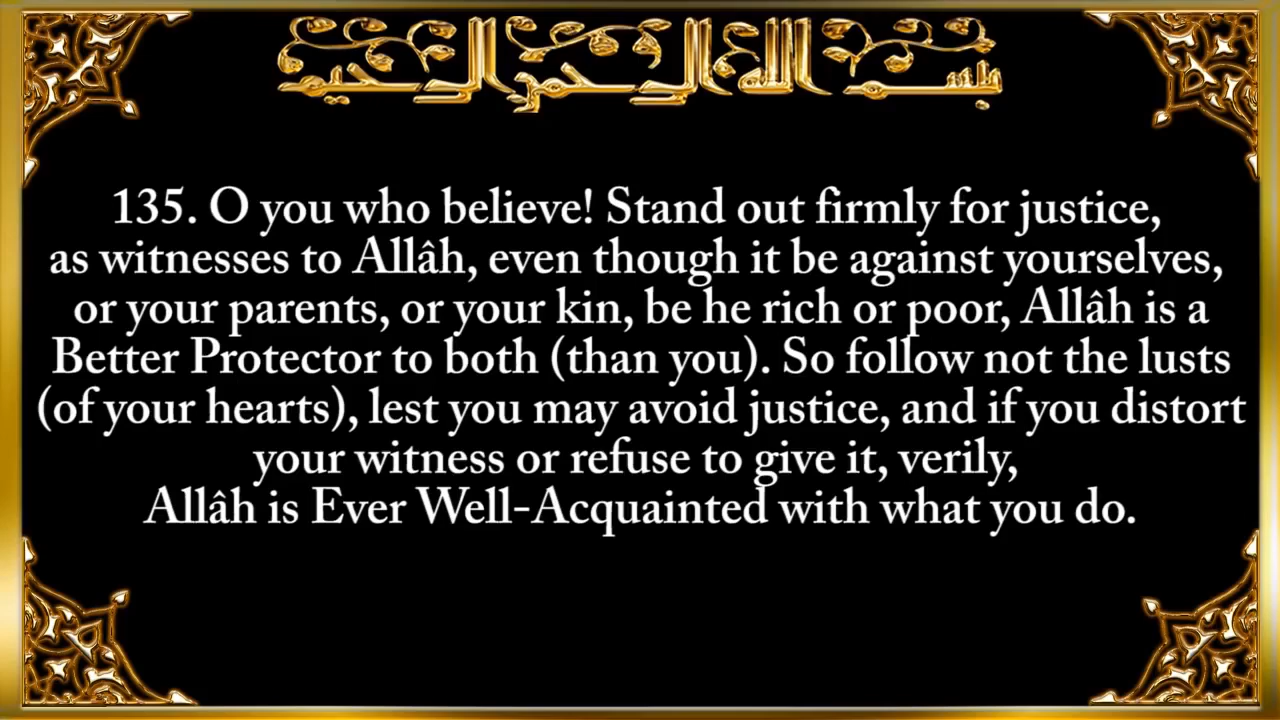 بسم الله الرحمن الرحيم
135. O you who believe! Stand out firmly for justice,
as witnesses to Allâh, even though it be against yourselves,
or your parents, or your kin, be he rich or poor, Allâh is a
Better Protector to both (than you). So follow not the lusts
(of your hearts), lest you may avoid justice, and if you distort
your witness or refuse to give it, verily,
Allâh is Ever Well-Acquainted with what you do.